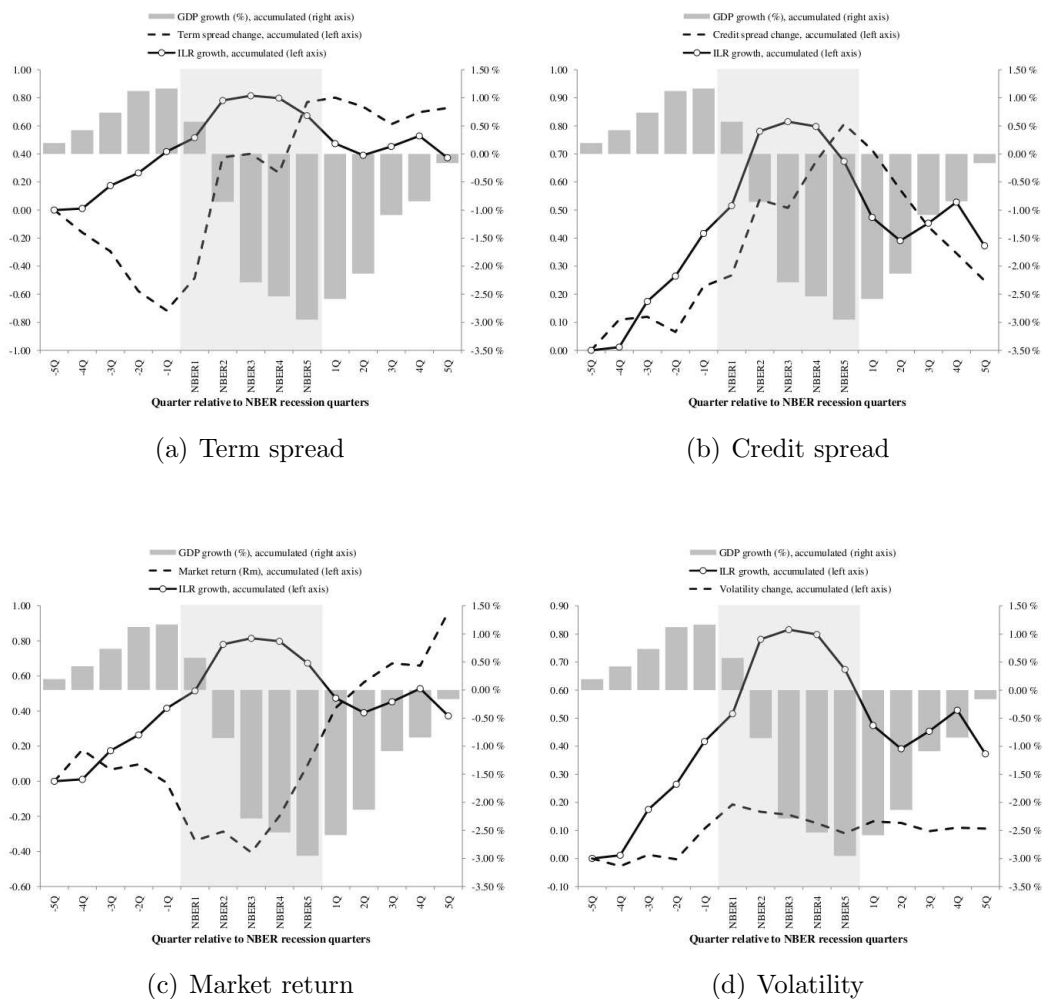 GDP growth (%), accumulated (right axis)
Term spread change, accumulated (left axis)
ILR growth, accumulated (left axis)
1.00
0.80
0.60
0.40
0.20
0.00
-0.20
-0.40
-0.60
-0.80
-1.00
1.50 %
1.00 %
0.50 %
0.00 %
-0.50 %
-1.00 %
-1.50 %
-2.00 %
-2.50 %
-3.00 %
-3.50 %
-5Q
-4Q
-3Q
-2Q
-1Q
NBER1
NBER2
NBER3
NBER4
NBER5
1Q
2Q
3Q
4Q
5Q
Quarter relative to NBER recession quarters
(a) Term spread
GDP growth (%), accumulated (right axis)
Credit spread change, accumulated (left axis)
ILR growth, accumulated (left axis)
1.00
0.90
0.80
0.70
0.60
0.50
0.40
0.30
0.20
0.10
0.00
1.50 %
1.00 %
0.50 %
0.00 %
-0.50 %
-1.00 %
-1.50 %
-2.00 %
-2.50 %
-3.00 %
-3.50 %
-5Q
-4Q
-3Q
-2Q
-1Q
NBER1
NBER2
NBER3
NBER4
NBER5
1Q
2Q
3Q
4Q
5Q
Quarter relative to NBER recession quarters
(b) Credit spread
GDP growth (%), accumulated (right axis)
Market return (Rm), accumulated (left axis)
ILR growth, accumulated (left axis)
1.00
0.80
0.60
0.40
0.20
0.00
-0.20
-0.40
-0.60
1.50 %
1.00 %
0.50 %
0.00 %
-0.50 %
-1.00 %
-1.50 %
-2.00 %
-2.50 %
-3.00 %
-3.50 %
-5Q
-4Q
-3Q
-2Q
-1Q
NBER1
NBER2
NBER3
NBER4
NBER5
1Q
2Q
3Q
4Q
5Q
Quarter relative to NBER recession quarters
(c) Market return
GDP growth (%), accumulated (right axis)
ILR growth, accumulated (left axis)
Volatility change, accumulated (left axis)
0.90
0.80
0.70
0.60
0.50
0.40
0.30
0.20
0.10
0.00
-0.10
1.50 %
1.00 %
0.50 %
0.00 %
-0.50 %
-1.00 %
-1.50 %
-2.00 %
-2.50 %
-3.00 %
-3.50 %
-5Q
-4Q
-3Q
-2Q
-1Q
NBER1
NBER2
NBER3
NBER4
NBER5
1Q
2Q
3Q
4Q
5Q
Quarter relative to NBER recession quarters
(d) Volatility